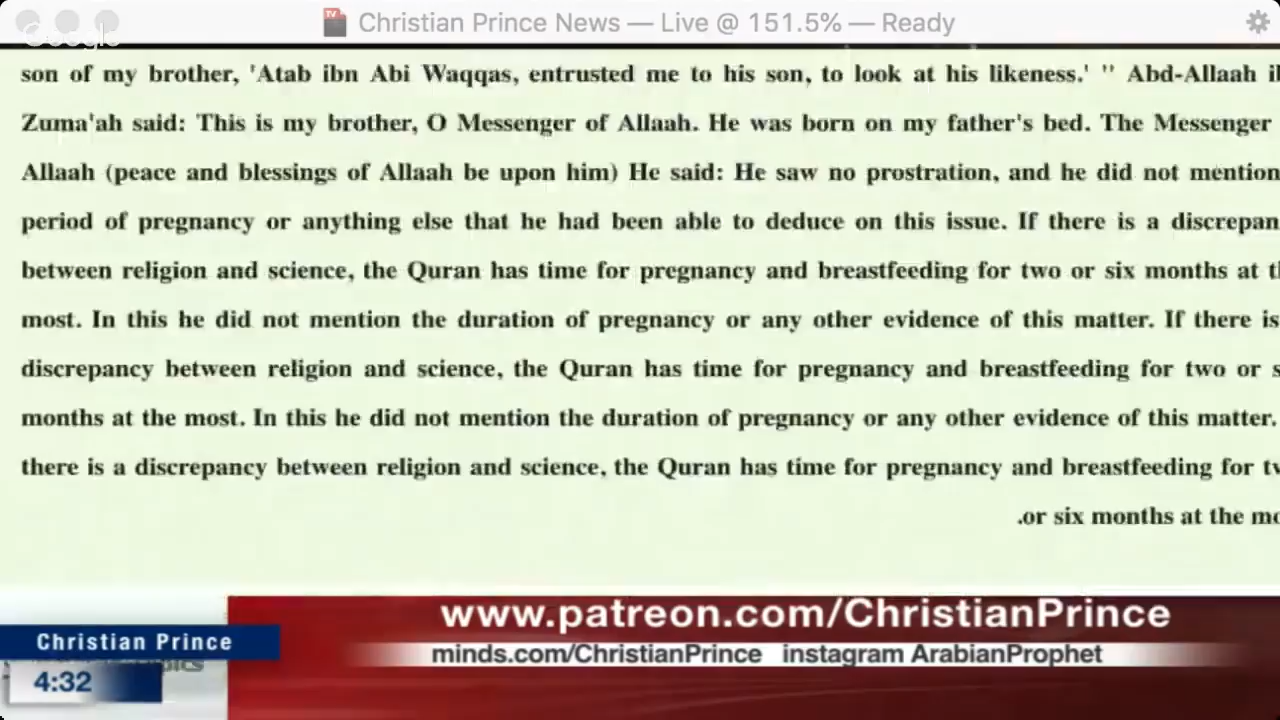 Christian Prince News — Live @ 151.5% — Ready
Google
son of my brother, 'Atab ibn Abi Waqqas, entrusted me to his son, to look at his likeness.' " Abd-Allaah
Zuma'ah said: This is my brother, O Messenger of Allaah. He was born on my father's bed. The Messenger
Allaah (peace and blessings of Allaah be upon him) He said: He saw no prostration, and he did not mention
period of pregnancy or anything else that he had been able to deduce on this issue. If there is a discrepan
between religion and science, the Quran has time for pregnancy and breastfeeding for two or six months at
most. In this he did not mention the duration of pregnancy or any other evidence of this matter. If there is
discrepancy between religion and science, the Quran has time for pregnancy and breastfeeding for two or
months at the most. In this he did not mention the duration of pregnancy or any other evidence of this matter.
there is a discrepancy between religion and science, the Quran has time for pregnancy and breastfeeding for
.or six months at the mo
www.patreon.com/ChristianPrince
Christian Prince
minds.com/ChristianPrince instagram ArabianProphet
4:32